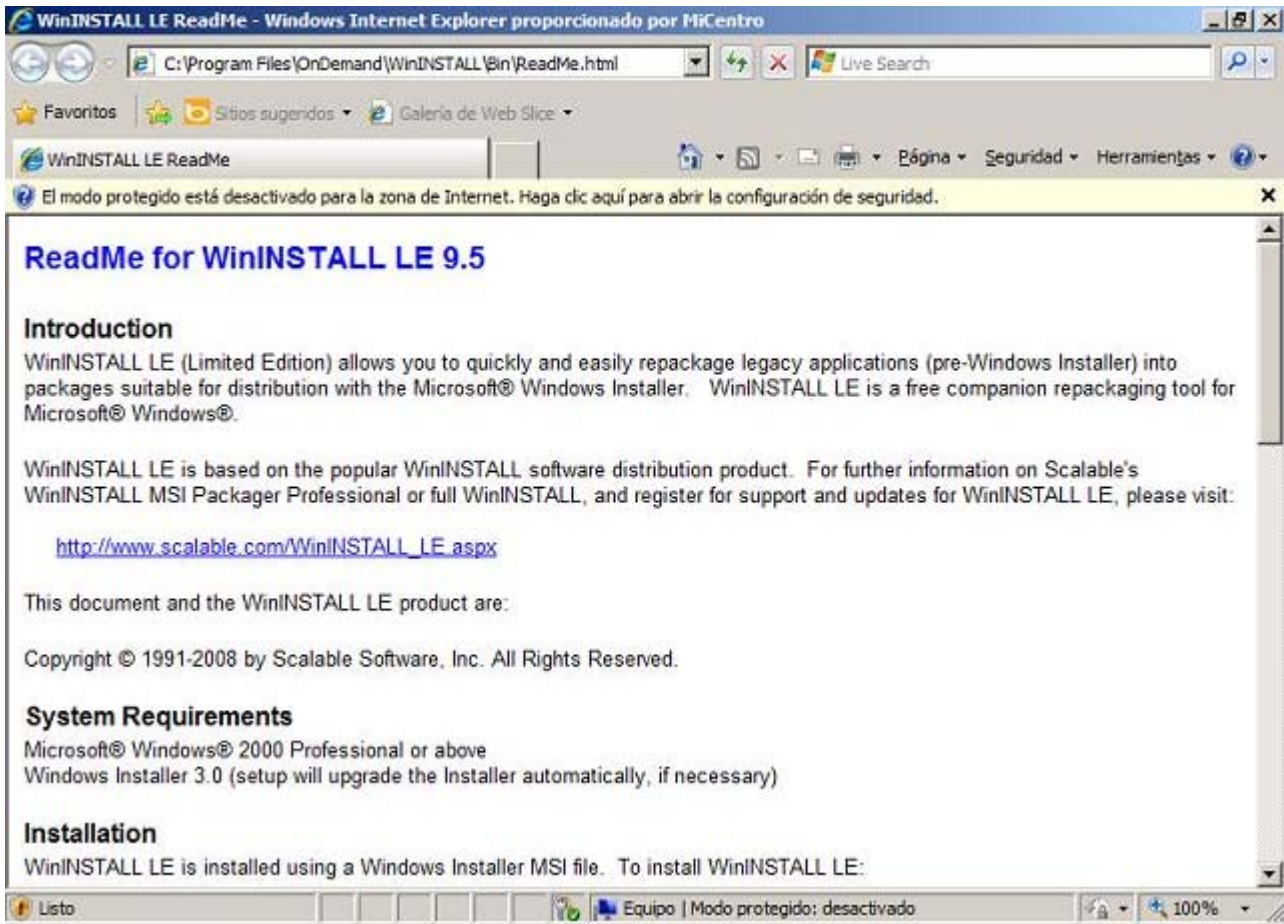 WinINSTALL LE ReadMe - Windows Internet Explorer proporcionado por MiCentro
C:\Program Files\OnDemand\WinINSTALL\Bin\ReadMe.html
Live Search
Favoritos
Sitios sugeridos
Galería de Web Slice
WinINSTALL LE ReadMe
Página
Seguridad
Herramientas
El modo protegido está desactivado para la zona de Internet. Haga clic aquí para abrir la configuración de seguridad.
ReadMe for WinINSTALL LE 9.5
Introduction
WinINSTALL LE (Limited Edition) allows you to quickly and easily repackage legacy applications (pre-Windows Installer) into
packages suitable for distribution with the Microsoft® Windows Installer. WinINSTALL LE is a free companion repackaging tool for
Microsoft® Windows®.
WinINSTALL LE is based on the popular WinINSTALL software distribution product. For further information on Scalable's
WinINSTALL MSI Packager Professional or full WinINSTALL, and register for support and updates for WinINSTALL LE, please visit:
http://www.scalable.com/WinINSTALL_LE.aspx
This document and the WinINSTALL LE product are:
Copyright © 1991-2008 by Scalable Software, Inc. All Rights Reserved.
System Requirements
Microsoft® Windows® 2000 Professional or above
Windows Installer 3.0 (setup will upgrade the Installer automatically, if necessary)
Installation
WinINSTALL LE is installed using a Windows Installer MSI file. To install WinINSTALL LE:
Listo
Equipo | Modo protegido: desactivado
100%